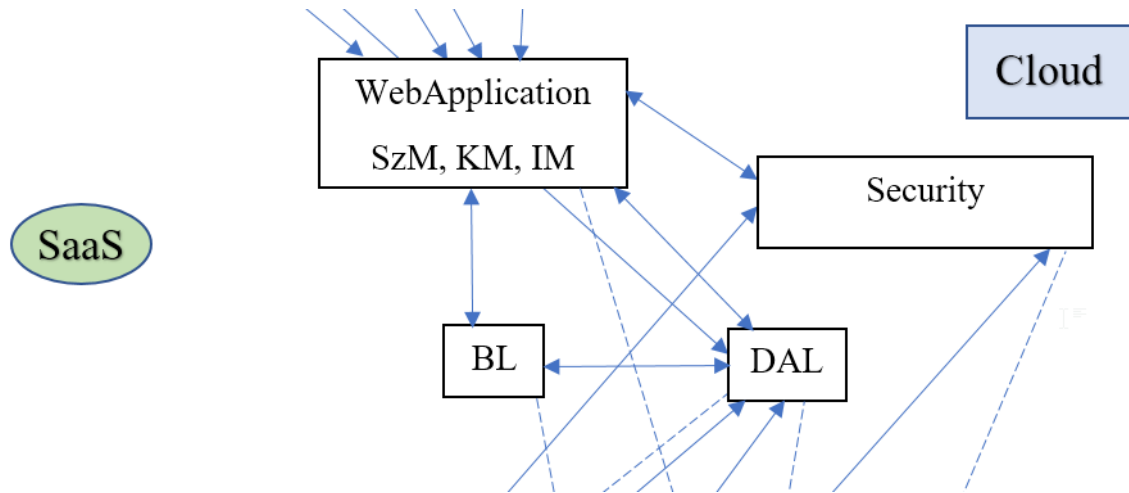 WebApplication
SzM, KM, IM
Cloud
Security
SaaS
BL
DAL